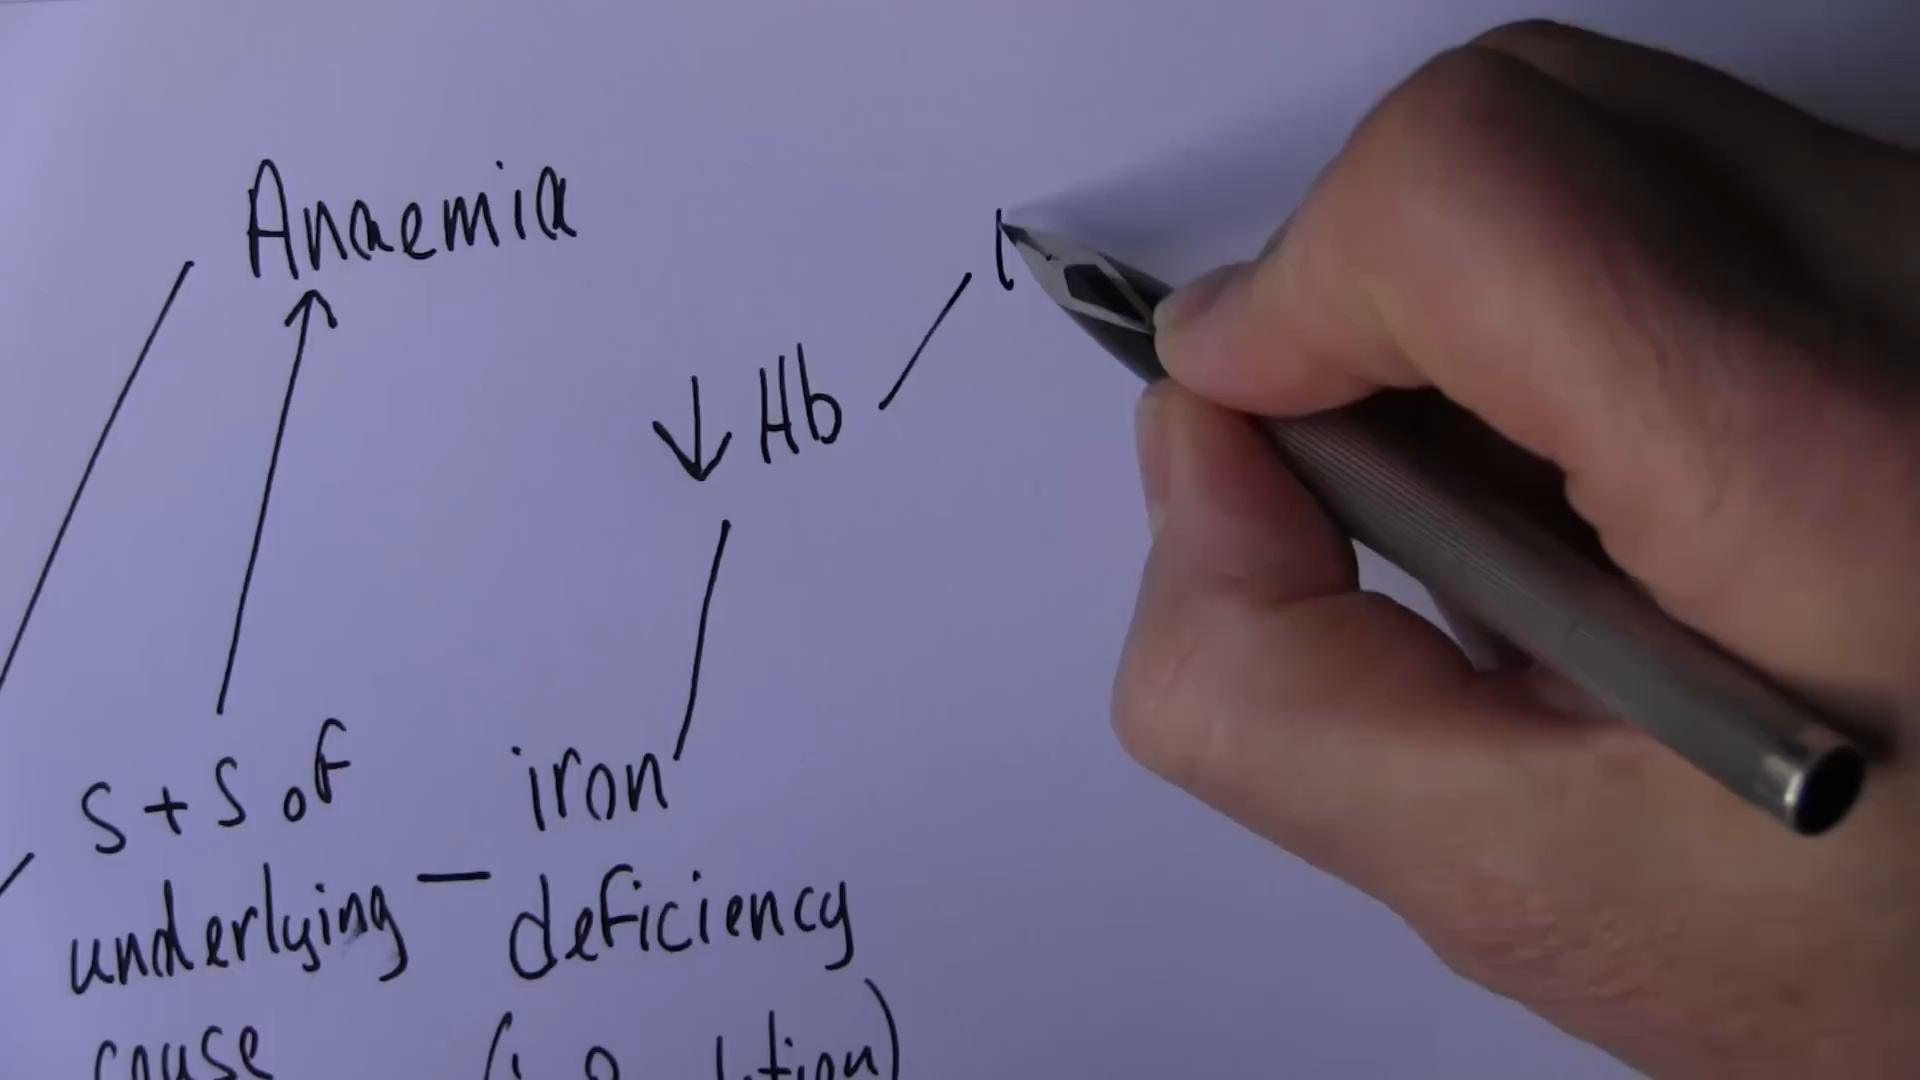 Anaemia
↓ Hb
S + S of
underlying —
cause
iron
deficiency